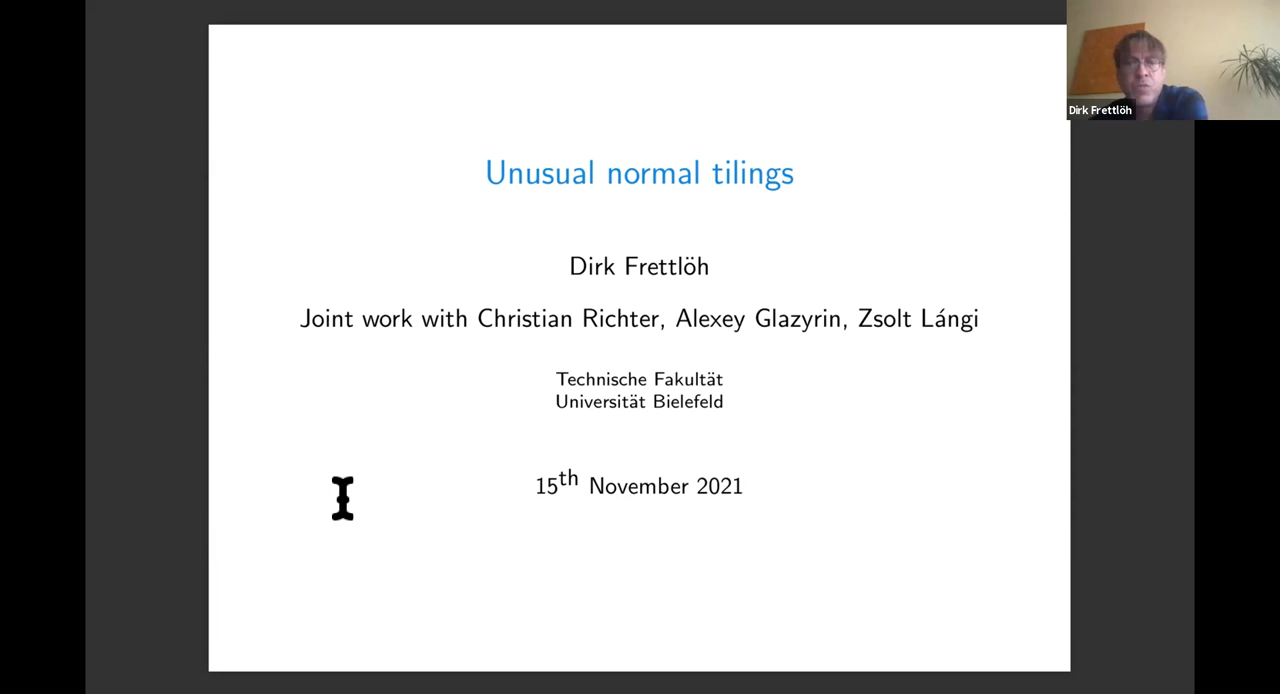 Unusual normal tilings
Dirk Frettlöh
Joint work with Christian Richter, Alexey Glazyrin, Zsolt Lángi
Technische Fakultät
Universität Bielefeld
15th November 2021
Dirk Frettlöh